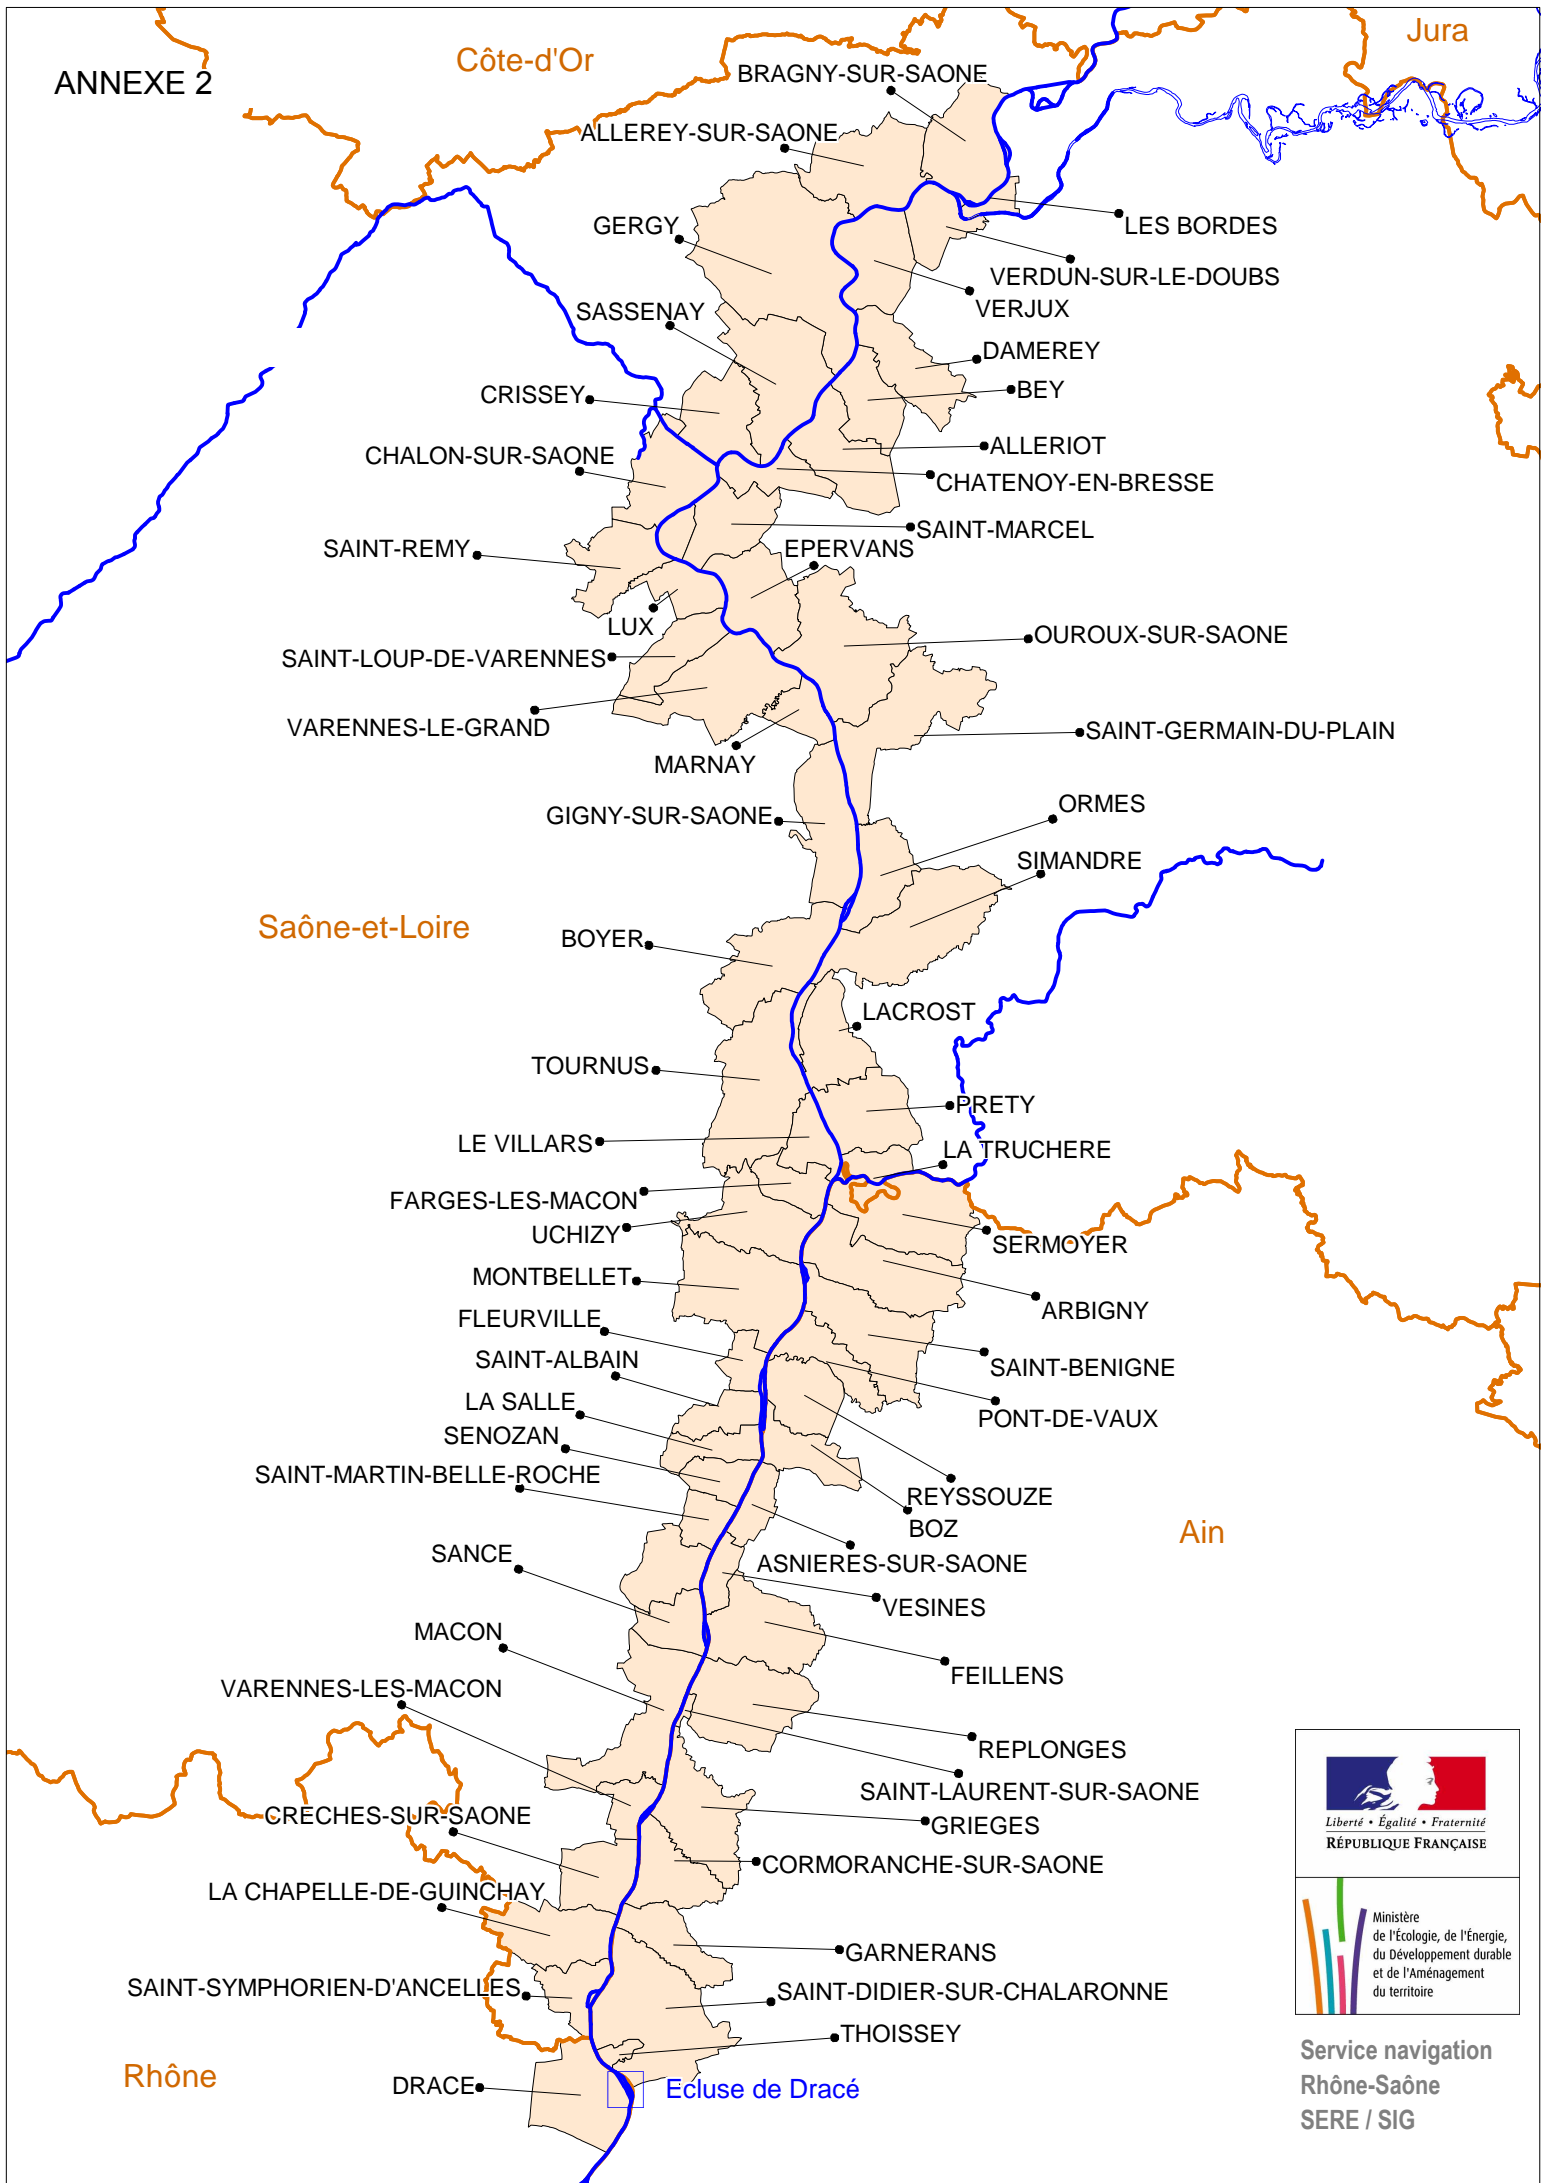 Jura
Côte-d'Or
ANNEXE 2
BRAGNY-SUR-SAONE
ALLEREY-SUR-SAONE
GERGY
LES BORDES
VERDUN-SUR-LE-DOUBS
VERJUX
SASSENAY
DAMEREY
BEY
CRISSEY
ALLERIOT
CHALON-SUR-SAONE
CHATENOY-EN-BRESSE
SAINT-MARCEL
SAINT-REMY
EPERVANS
LUX
OUROUX-SUR-SAONE
SAINT-LOUP-DE-VARENNES
VARENNES-LE-GRAND
SAINT-GERMAIN-DU-PLAIN
MARNAY
ORMES
GIGNY-SUR-SAONE
SIMANDRE
Saône-et-Loire
BOYER
LACROST
TOURNUS
PRETY
LE VILLARS
LA TRUCHERE
FARGES-LES-MACON
UCHIZY
SERMOYER
MONTBELLET
ARBIGNY
FLEURVILLE
SAINT-ALBAIN
SAINT-BENIGNE
LA SALLE
PONT-DE-VAUX
SENOZAN
SAINT-MARTIN-BELLE-ROCHE
REYSSOUZE
BOZ
Ain
SANCE
ASNIERES-SUR-SAONE
VESINES
MACON
FEILLENS
VARENNES-LES-MACON
REPLONGES
SAINT-LAURENT-SUR-SAONE
CRECHES-SUR-SAONE
GRIEGES
CORMORANCHE-SUR-SAONE
LA CHAPELLE-DE-GUINCHAY
GARNERANS
SAINT-SYMPHORIEN-D'ANCELLES
SAINT-DIDIER-SUR-CHALARONNE
THOISSEY
Rhône
DRACE
Ecluse de Dracé
Liberté • Égalité • Fraternité
RÉPUBLIQUE FRANÇAISE
Ministère
de l'Écologie, de l'Énergie,
du Développement durable
et de l'Aménagement
du territoire
Service navigation
Rhône-Saône
SERE / SIG